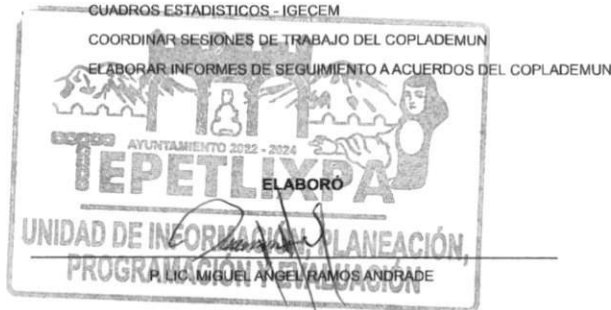 CUADROS ESTADISTICOS - IGECEM
COORDINAR SESIONES DE TRABAJO DEL COPLADEMUN
ELABORAR INFORMES DE SEGUIMIENTO A ACUERDOS DEL COPLADEMUN
AYUNTAMIENTO 2022 - 2024
TEPETLIXPA
ELABORÓ
UNIDAD DE INFORMACIÓN, PLANEACIÓN,
PROGRAMACIÓN Y EVALUACIÓN
P. LIC. MIGUEL ANGEL RAMOS ANDRADE